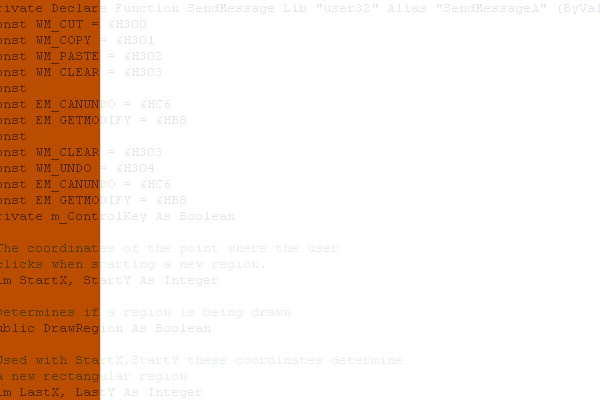 rivate Declare Function SendMessage Lib "user32" Alias "SendMessageA" (ByVal
onst WM_CUT = &H300
onst WM_COPY = &H301
onst WM_PASTE = &H302
onst WM_CLEAR = &H303
onst
onst EM_CANUNDO = &HC6
onst EM_GETMODIFY = &HB8
onst
onst WM_CLEAR = &H303
onst WM_UNDO = &H304
onst EM_CANUNDO = &HC6
onst EM_GETMODIFY = &HB8
rivate m_ControlKey As Boolean
The coordinates of the point where the user
clicks when starting a new region.
im StartX, StartY As Integer
Determines if a region is being drawn
ublic DrawRegion As Boolean
Used with StartX,StartY these coordinates determine
a new rectangular region
im LastX, LastY As Integer